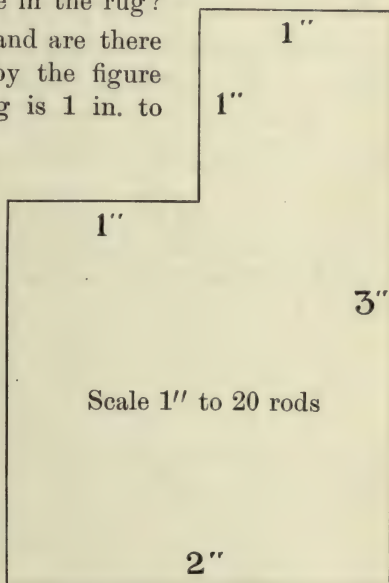 e in the rug?
and are there
by the figure
g is 1 in. to
1″
1″
1″
3″
Scale 1″ to 20 rods
2″